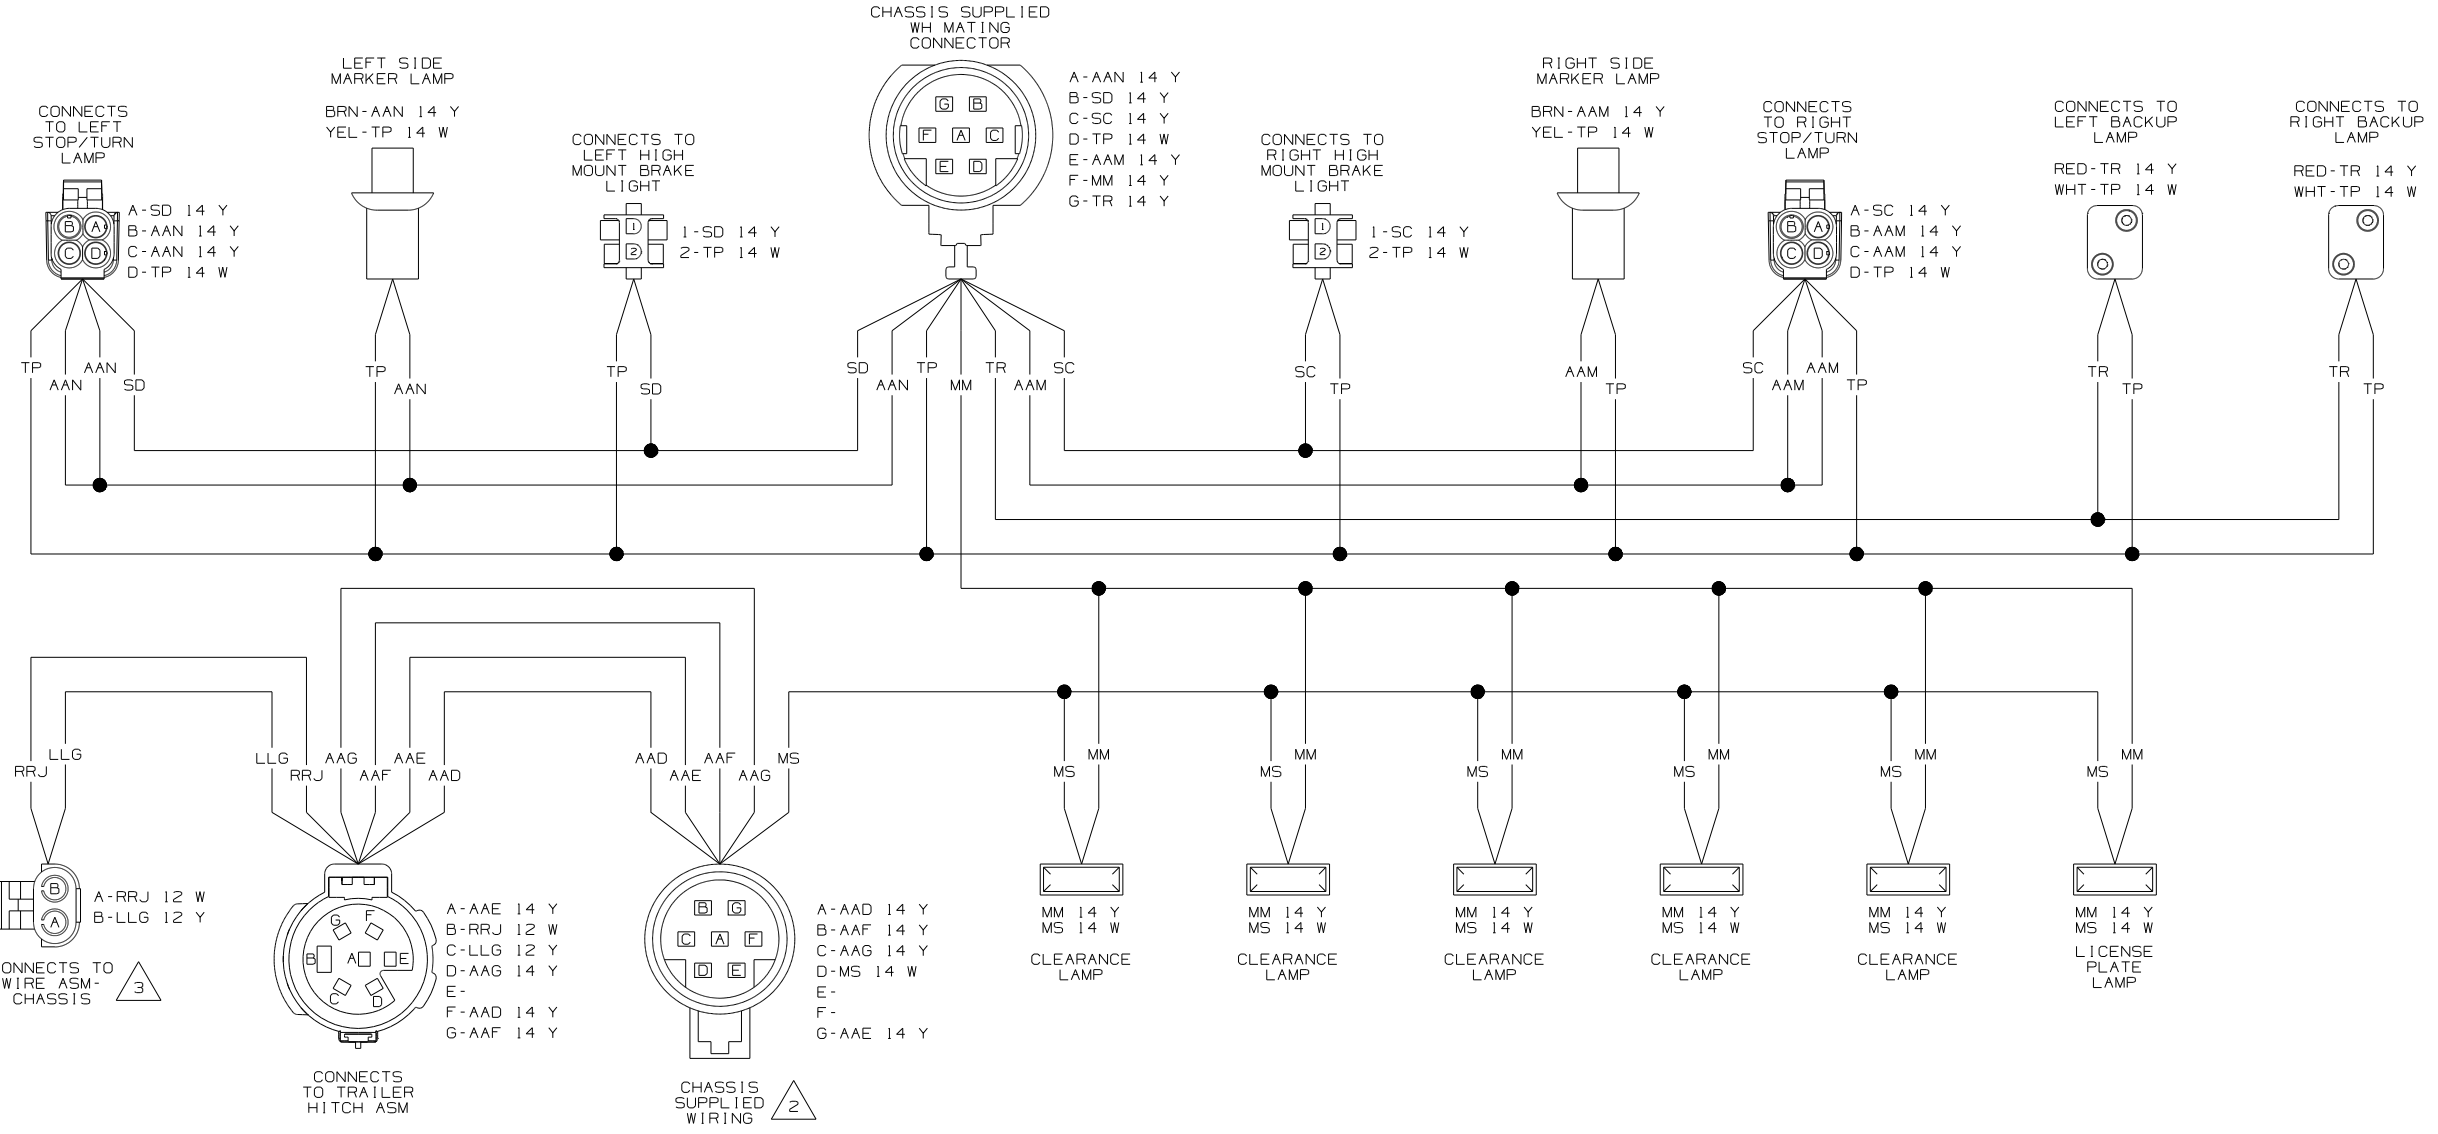 CHASSIS SUPPLIED
WH MATING
CONNECTOR
A-AAN 14 Y
B-SD 14 Y
C-SC 14 Y
D-TP 14 W
E-AAM 14 Y
F-MM 14 Y
G-TR 14 Y
G B
F A C
E D
CONNECTS
TO LEFT
STOP/TURN
LAMP
A-SD 14 Y
B-AAN 14 Y
C-AAN 14 Y
D-TP 14 W
B A
C D
LEFT SIDE
MARKER LAMP
BRN-AAN 14 Y
YEL-TP 14 W
CONNECTS TO
LEFT HIGH
MOUNT BRAKE
LIGHT
1-SD 14 Y
2-TP 14 W
1
2
CONNECTS TO
RIGHT HIGH
MOUNT BRAKE
LIGHT
1-SC 14 Y
2-TP 14 W
1
2
RIGHT SIDE
MARKER LAMP
BRN-AAM 14 Y
YEL-TP 14 W
CONNECTS
TO RIGHT
STOP/TURN
LAMP
A-SC 14 Y
B-AAM 14 Y
C-AAM 14 Y
D-TP 14 W
B A
C D
CONNECTS TO
LEFT BACKUP
LAMP
RED-TR 14 Y
WHT-TP 14 W
CONNECTS TO
RIGHT BACKUP
LAMP
RED-TR 14 Y
WHT-TP 14 W
TP AAN AAN SD
TP AAN
TP SD
SD AAN TP MM TR AAM SC
SC TP
AAM TP
SC AAM AAM TP
TR TP
TR TP
RRJ LLG
LLG RRJ AAG AAF AAE AAD
AAD AAE AAF AAG MS
MS MM
MS MM
MS MM
MS MM
MS MM
MS MM
B
A
A-RRJ 12 W
B-LLG 12 Y
ONNECTS TO
WIRE ASM-
CHASSIS
3
G F
B A E
C D
A-AAE 14 Y
B-RRJ 12 W
C-LLG 12 Y
D-AAG 14 Y
E-
F-AAD 14 Y
G-AAF 14 Y
CONNECTS
TO TRAILER
HITCH ASM
B G
C A F
D E
A-AAD 14 Y
B-AAF 14 Y
C-AAG 14 Y
D-MS 14 W
E-
F-
G-AAE 14 Y
CHASSIS
SUPPLIED
WIRING
2
MM 14 Y
MS 14 W
CLEARANCE
LAMP
MM 14 Y
MS 14 W
CLEARANCE
LAMP
MM 14 Y
MS 14 W
CLEARANCE
LAMP
MM 14 Y
MS 14 W
CLEARANCE
LAMP
MM 14 Y
MS 14 W
CLEARANCE
LAMP
MM 14 Y
MS 14 W
LICENSE
PLATE
LAMP